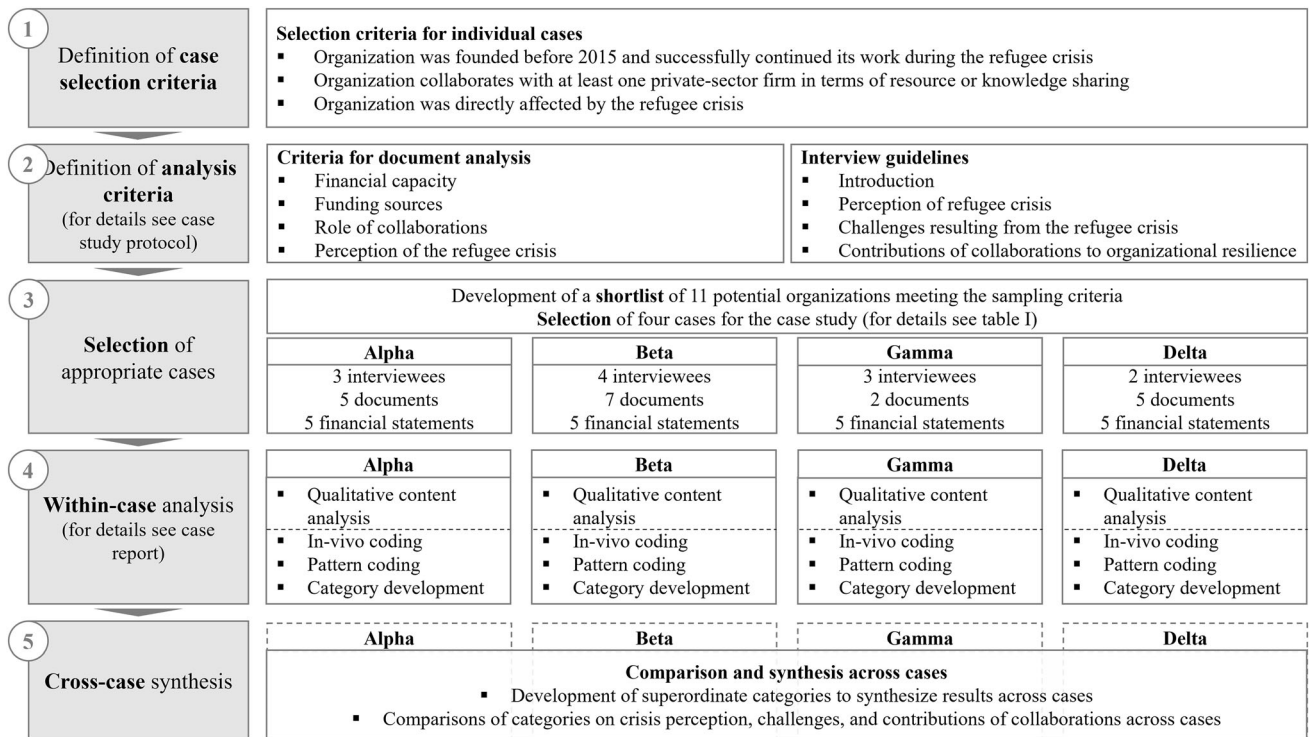 1
Definition of case
selection criteria
Selection criteria for individual cases
▪ Organization was founded before 2015 and successfully continued its work during the refugee crisis
▪ Organization collaborates with at least one private-sector firm in terms of resource or knowledge sharing
▪ Organization was directly affected by the refugee crisis
2
Definition of analysis
criteria
(for details see case
study protocol)
Criteria for document analysis
▪ Financial capacity
▪ Funding sources
▪ Role of collaborations
▪ Perception of the refugee crisis
Interview guidelines
▪ Introduction
▪ Perception of refugee crisis
▪ Challenges resulting from the refugee crisis
▪ Contributions of collaborations to organizational resilience
3
Selection of
appropriate cases
Development of a shortlist of 11 potential organizations meeting the sampling criteria
Selection of four cases for the case study (for details see table I)
Alpha
3 interviewees
5 documents
5 financial statements
Beta
4 interviewees
7 documents
5 financial statements
Gamma
3 interviewees
2 documents
5 financial statements
Delta
2 interviewees
5 documents
5 financial statements
4
Within-case analysis
(for details see case
report)
Alpha
▪ Qualitative content
analysis
▪ In-vivo coding
▪ Pattern coding
▪ Category development
Beta
▪ Qualitative content
analysis
▪ In-vivo coding
▪ Pattern coding
▪ Category development
Gamma
▪ Qualitative content
analysis
▪ In-vivo coding
▪ Pattern coding
▪ Category development
Delta
▪ Qualitative content
analysis
▪ In-vivo coding
▪ Pattern coding
▪ Category development
5
Cross-case synthesis
Alpha
Beta
Gamma
Delta
Comparison and synthesis across cases
▪ Development of superordinate categories to synthesize results across cases
▪ Comparisons of categories on crisis perception, challenges, and contributions of collaborations across cases